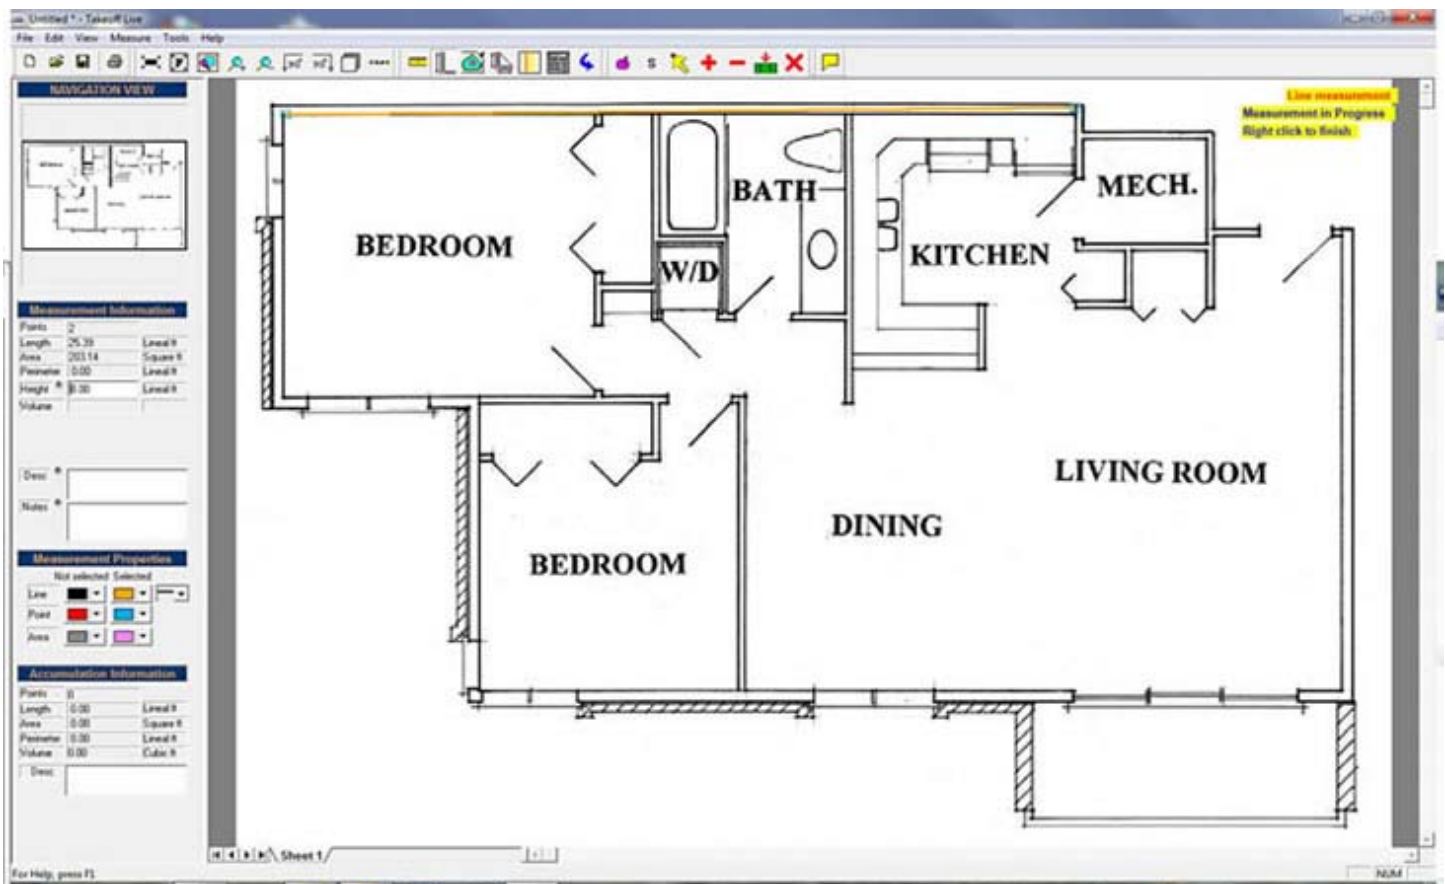 Untitled * - Takeoff Live
File Edit View Measure Tools Help
NAVIGATION VIEW
Measurement Information
Points 2
Length 25.39 Lineal ft
Area 203.14 Square ft
Perimeter 0.00 Lineal ft
Height * 8.00 Lineal ft
Volume
Desc *
Notes *
Measurement Properties
Not selected Selected
Line
Point
Area
Accumulation Information
Points 0
Length 0.00 Lineal ft
Area 0.00 Square ft
Perimeter 0.00 Lineal ft
Volume 0.00 Cubic ft
Desc
Line measurement
Measurement in Progress
Right click to finish
BEDROOM
W/D
BATH
KITCHEN
MECH.
LIVING ROOM
DINING
BEDROOM
Sheet 1
For Help, press F1
NUM